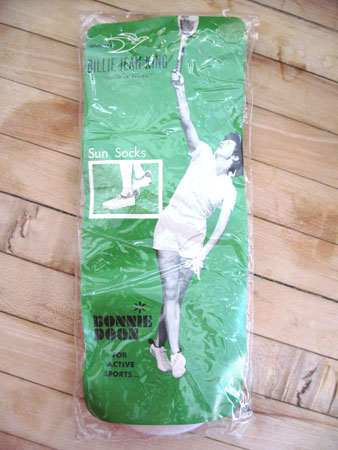 BILLIE JEAN KING
Sun Socks
BONNIE
DOON
FOR
ACTIVE
SPORTS